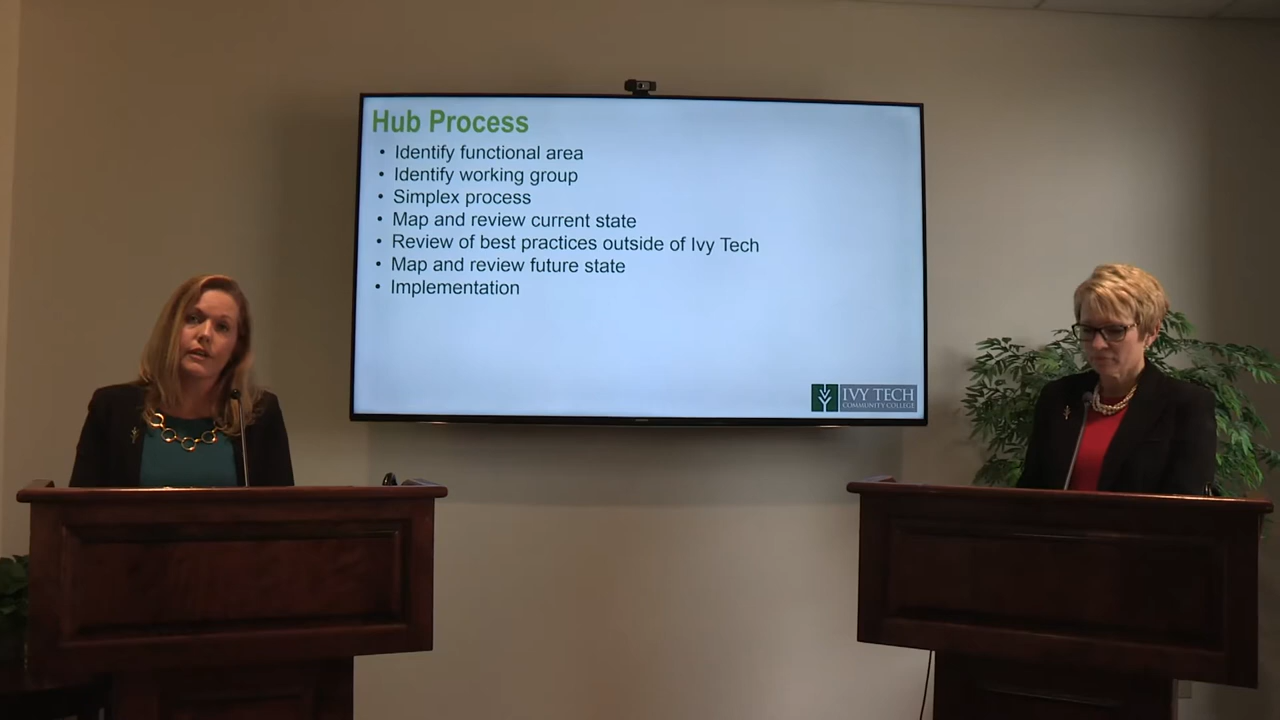 Hub Process
• Identify functional area
• Identify working group
• Simplex process
• Map and review current state
• Review of best practices outside of Ivy Tech
• Map and review future state
• Implementation
IVY TECH
COMMUNITY COLLEGE